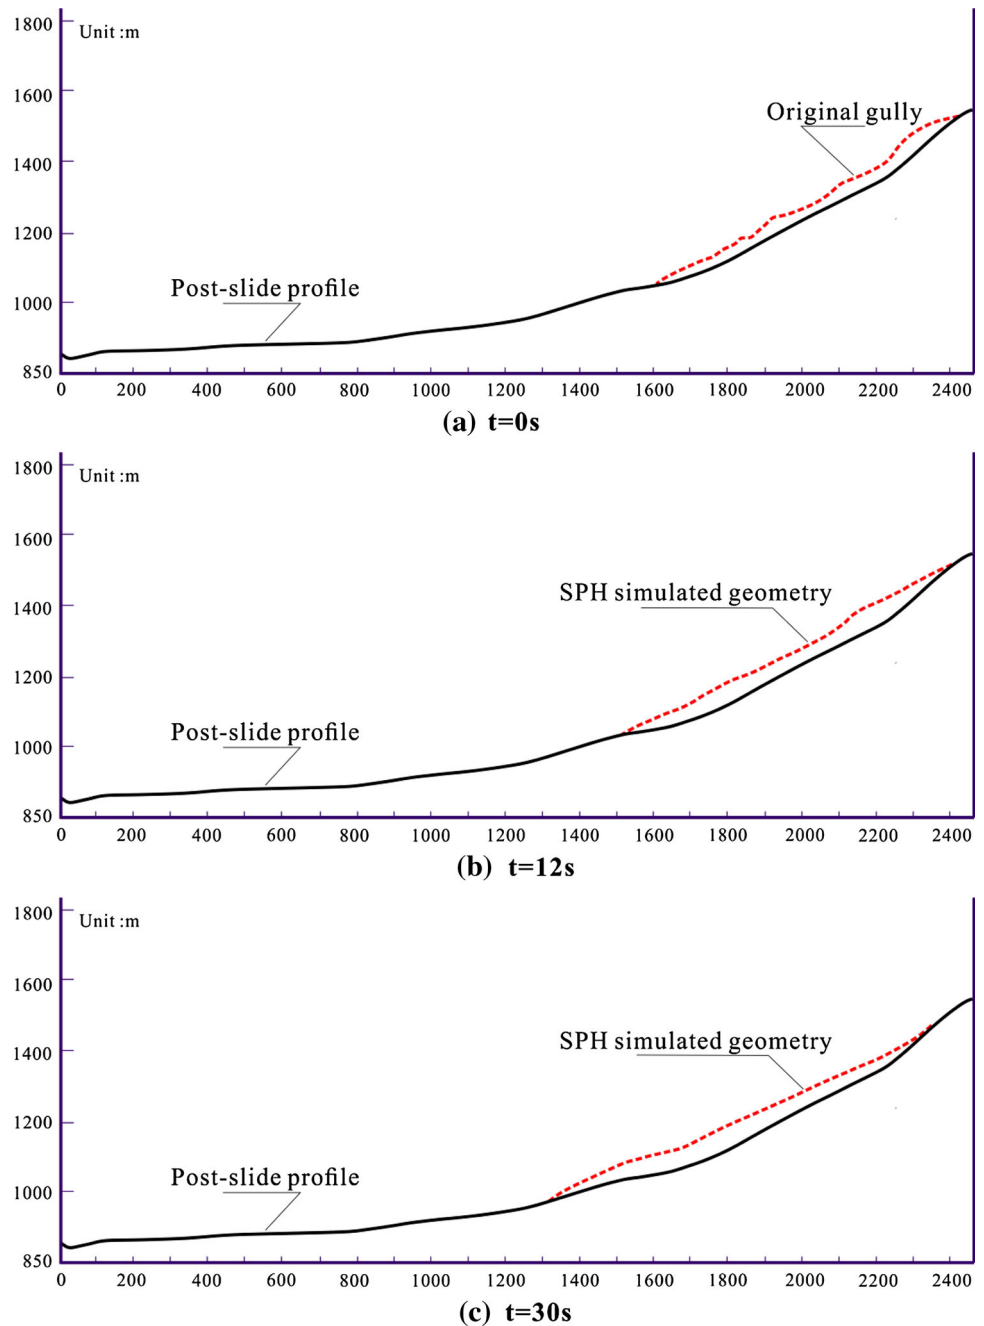 1800
Unit :m
1600
Original gully
1400
1200
Post-slide profile
1000
850
0 200 400 600 800 1000 1200 1400 1600 1800 2000 2200 2400
(a) t=0s
1800
Unit :m
1600
SPH simulated geometry
1400
1200
Post-slide profile
1000
850
0 200 400 600 800 1000 1200 1400 1600 1800 2000 2200 2400
(b) t=12s
1800
Unit :m
1600
SPH simulated geometry
1400
1200
Post-slide profile
1000
850
0 200 400 600 800 1000 1200 1400 1600 1800 2000 2200 2400
(c) t=30s